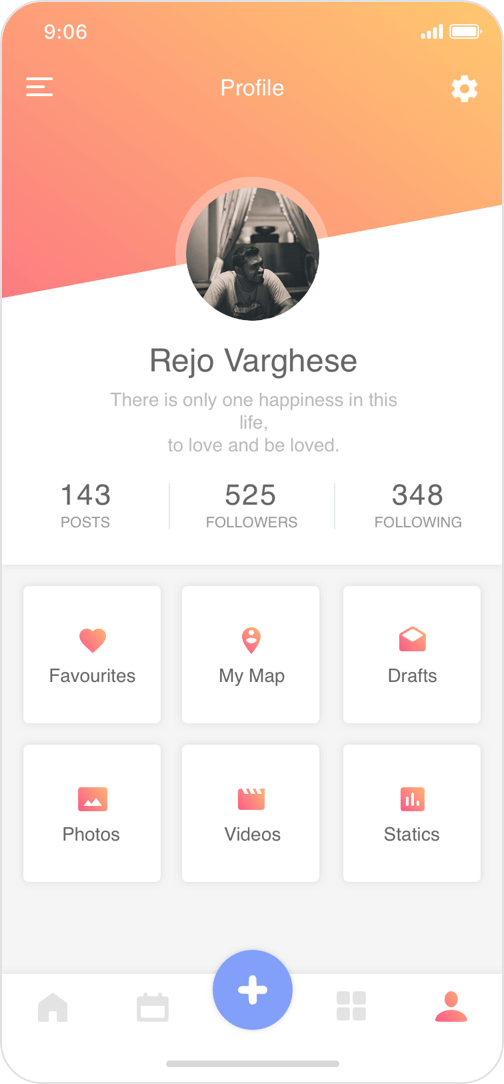 9:06
Profile
Rejo Varghese
There is only one happiness in this
life,
to love and be loved.
143 525 348
POSTS FOLLOWERS FOLLOWING
Favourites My Map Drafts
Photos Videos Statics